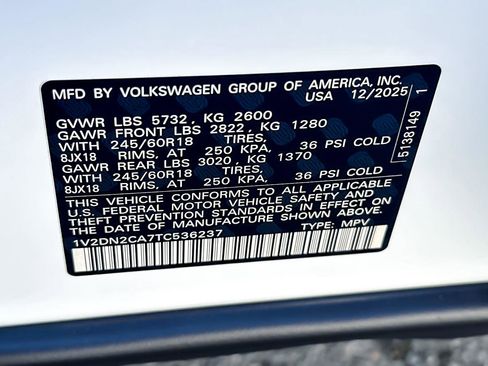 MFD BY VOLKSWAGEN GROUP OF AMERICA, INC.
USA 12/2025
GVWR LBS 5732, KG 2600
GAWR FRONT LBS 2822, KG 1280
WITH 245/60R18 TIRES,
8JX18 RIMS, AT 250 KPA, 36 PSI COLD
GAWR REAR LBS 3020, KG 1370
WITH 245/60R18 TIRES,
8JX18 RIMS, AT 250 KPA, 36 PSI COLD
THIS VEHICLE CONFORMS TO ALL APPLICABLE
U.S. FEDERAL MOTOR VEHICLE SAFETY AND
THEFT PREVENTION STANDARDS IN EFFECT ON
THE DATE OF MANUFACTURE SHOWN ABOVE.
1V2DN2CA7TC536237 TYPE: MPV
5138149 1